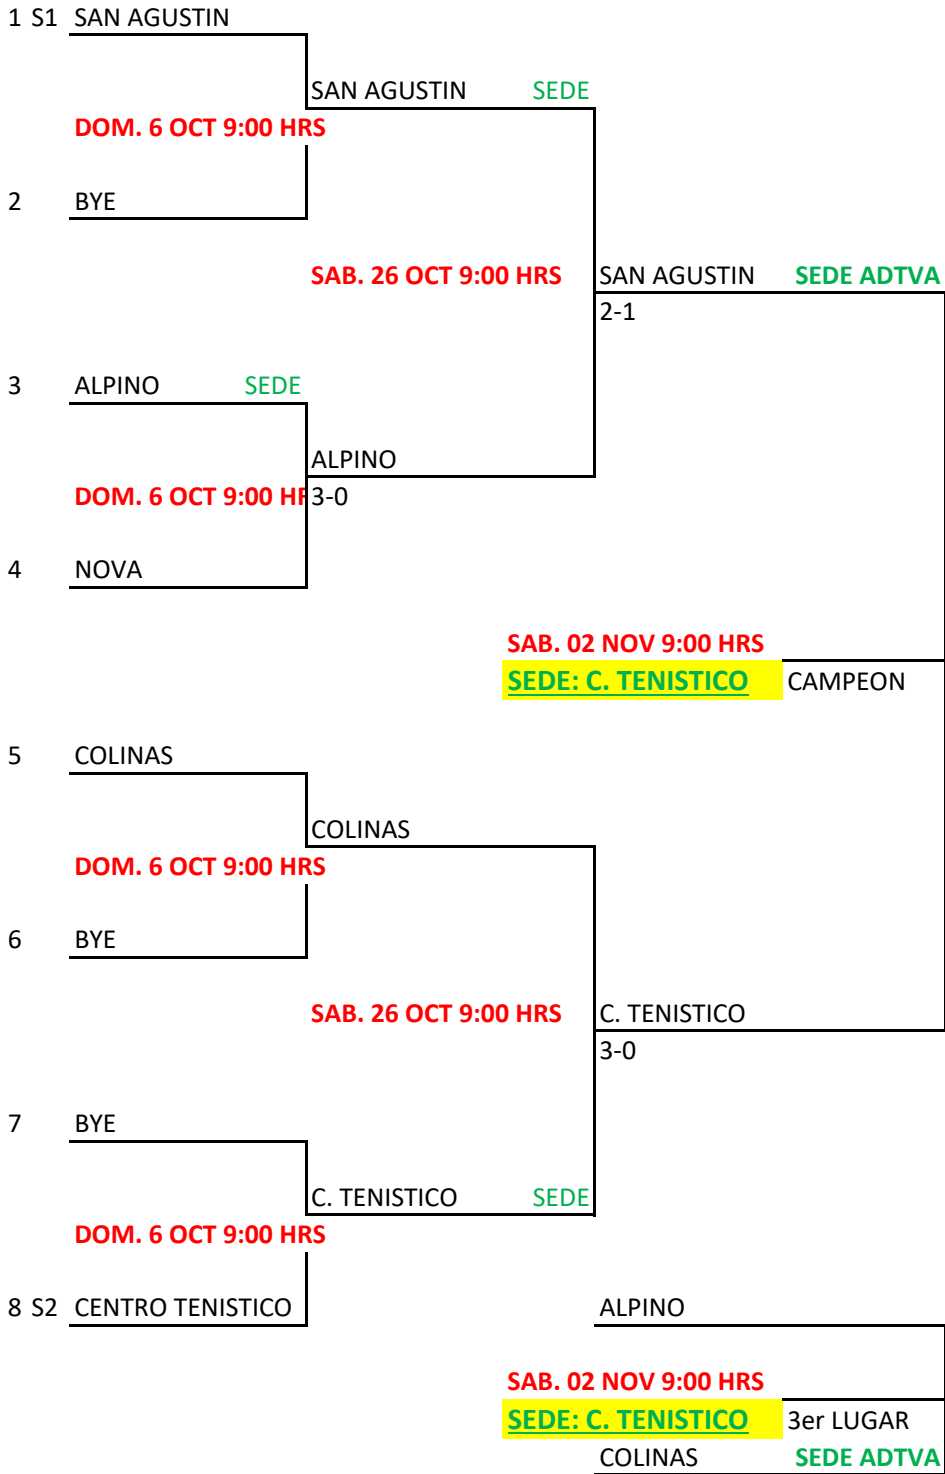 1 S1 SAN AGUSTIN
SAN AGUSTIN SEDE
DOM. 6 OCT 9:00 HRS
2 BYE
SAB. 26 OCT 9:00 HRS SAN AGUSTIN SEDE ADTVA
2-1
3 ALPINO SEDE
ALPINO
DOM. 6 OCT 9:00 HR 3-0
4 NOVA
SAB. 02 NOV 9:00 HRS
SEDE: C. TENISTICO CAMPEON
5 COLINAS
COLINAS
DOM. 6 OCT 9:00 HRS
6 BYE
SAB. 26 OCT 9:00 HRS C. TENISTICO
3-0
7 BYE
C. TENISTICO SEDE
DOM. 6 OCT 9:00 HRS
8 S2 CENTRO TENISTICO ALPINO
SAB. 02 NOV 9:00 HRS
SEDE: C. TENISTICO 3er LUGAR
COLINAS SEDE ADTVA